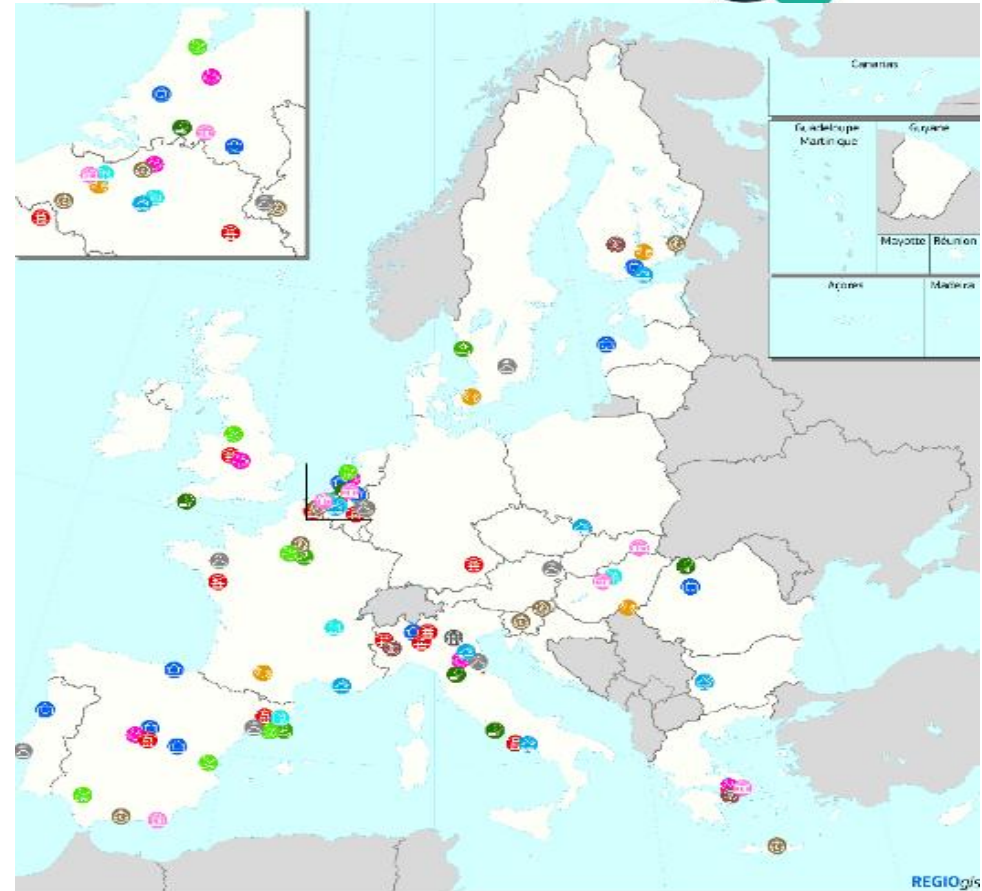 Canarias
Guadeloupe
Martinique
Guyane
Mayotte
Réunion
Açores
Madeira
REGIOgis